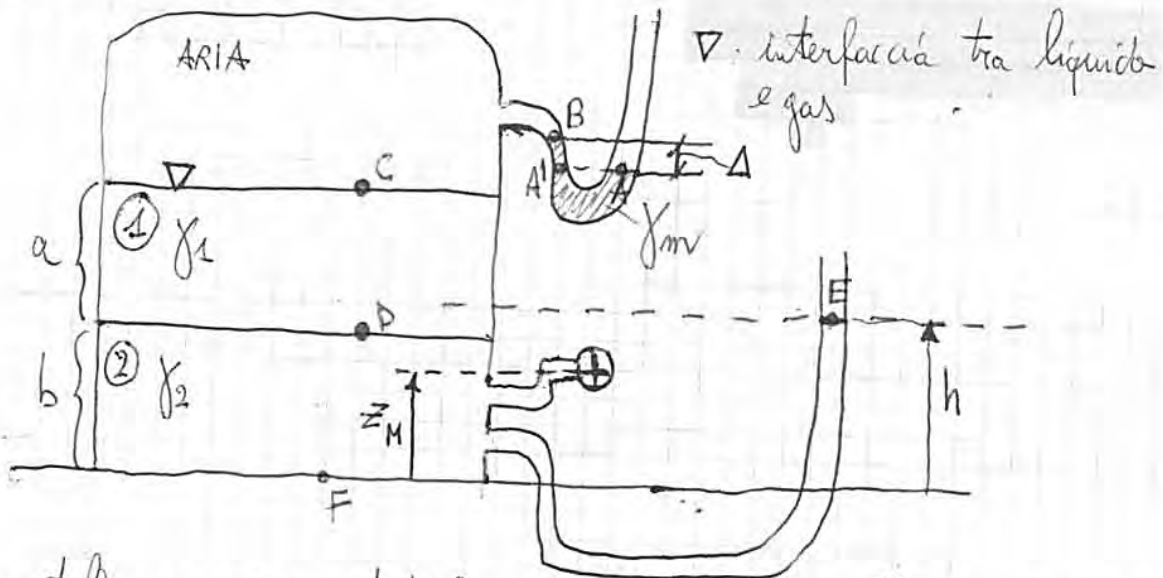 ARIA
▽ interfaccia tra liquido
e gas
B
Δ
A'
A
C
① γ1
γm
a
E
D
② γ2
b
h
ZM
F